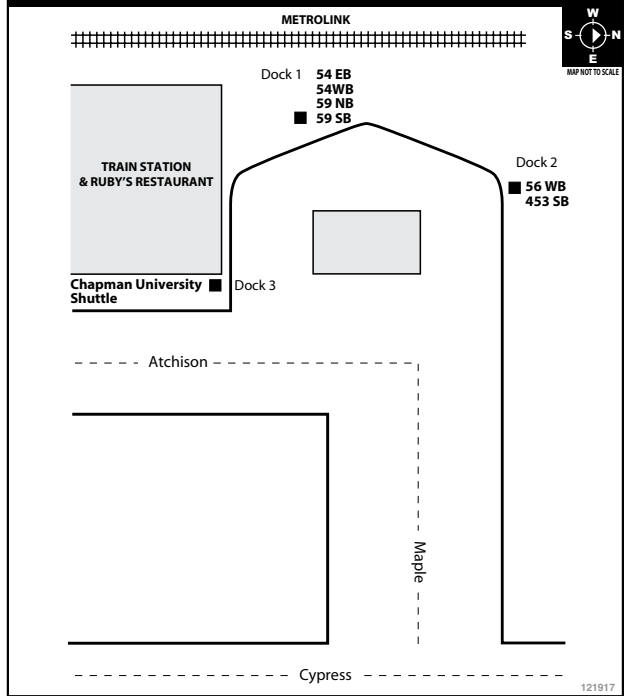 METROLINK
W
S
N
E
MAP NOT TO SCALE
Dock 1
54 EB
54WB
59 NB
59 SB
TRAIN STATION
& RUBY'S RESTAURANT
Dock 2
56 WB
453 SB
Chapman University
Shuttle
Dock 3
Atchison
Maple
Cypress
121917